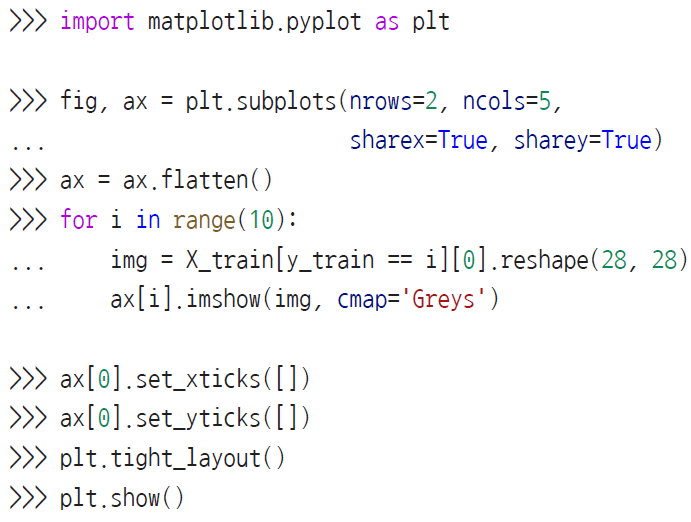 >>> import matplotlib.pyplot as plt
>>> fig, ax = plt.subplots(nrows=2, ncols=5,
...                        sharex=True, sharey=True)
>>> ax = ax.flatten()
>>> for i in range(10):
...     img = X_train[y_train == i][0].reshape(28, 28)
...     ax[i].imshow(img, cmap='Greys')
>>> ax[0].set_xticks([])
>>> ax[0].set_yticks([])
>>> plt.tight_layout()
>>> plt.show()